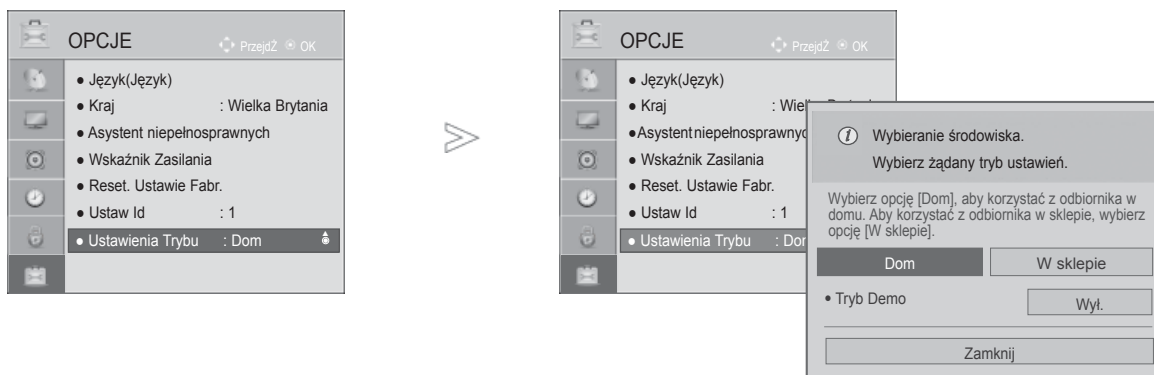 OPCJE
PrzejdŹ OK
● Język(Język)
● Kraj : Wielka Brytania
● Asystent niepełnosprawnych
● Wskaźnik Zasilania
● Reset. Ustawie Fabr.
● Ustaw Id : 1
● Ustawienia Trybu : Dom
OPCJE
PrzejdŹ OK
● Język(Język)
● Kraj :
●Asystent
● Wskaźnik Zasilania
● Reset. Ustawie Fabr.
● Ustaw Id : 1
● Ustawienia Trybu :
Wybieranie środowiska.
Wybierz żądany tryb ustawień.
Wybierz opcję [Dom], aby korzystać z odbiornika w
domu. Aby korzystać z odbiornika w sklepie, wybierz
opcję [W sklepie].
Dom W sklepie
• Tryb Demo Wył.
Zamknij